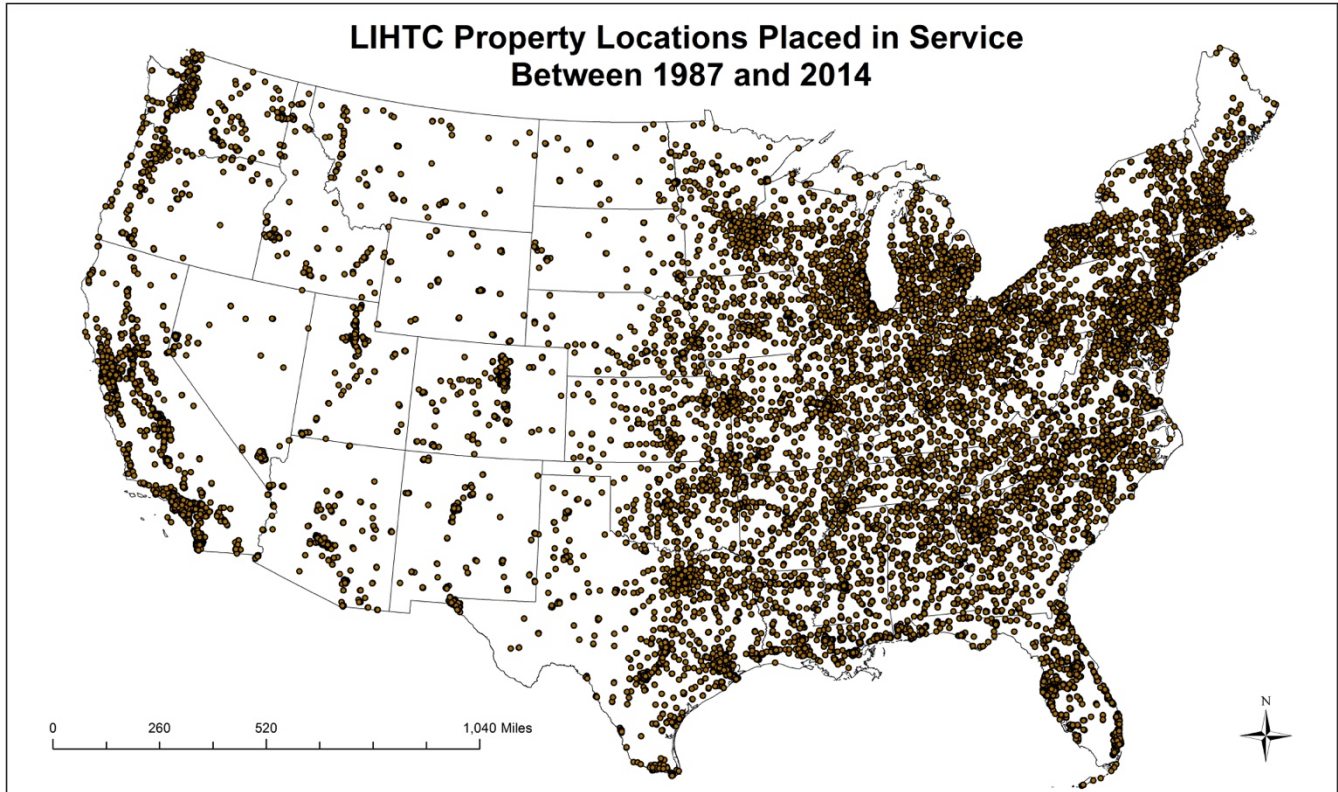 LIHTC Property Locations Placed in Service
Between 1987 and 2014
N
0 260 520 1,040 Miles